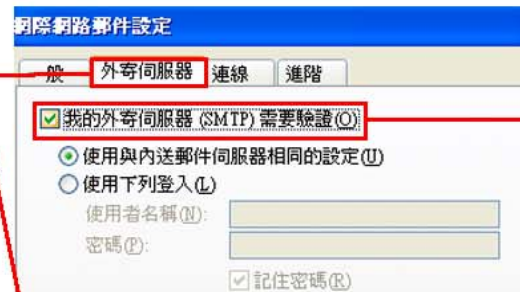 網際網路郵件設定
一般 外寄伺服器 連線 進階
我的外寄伺服器 (SMTP) 需要驗證(O)
使用與內送郵件伺服器相同的設定(U)
使用下列登入(L)
使用者名稱(N):
密碼(P):
記住密碼(R)